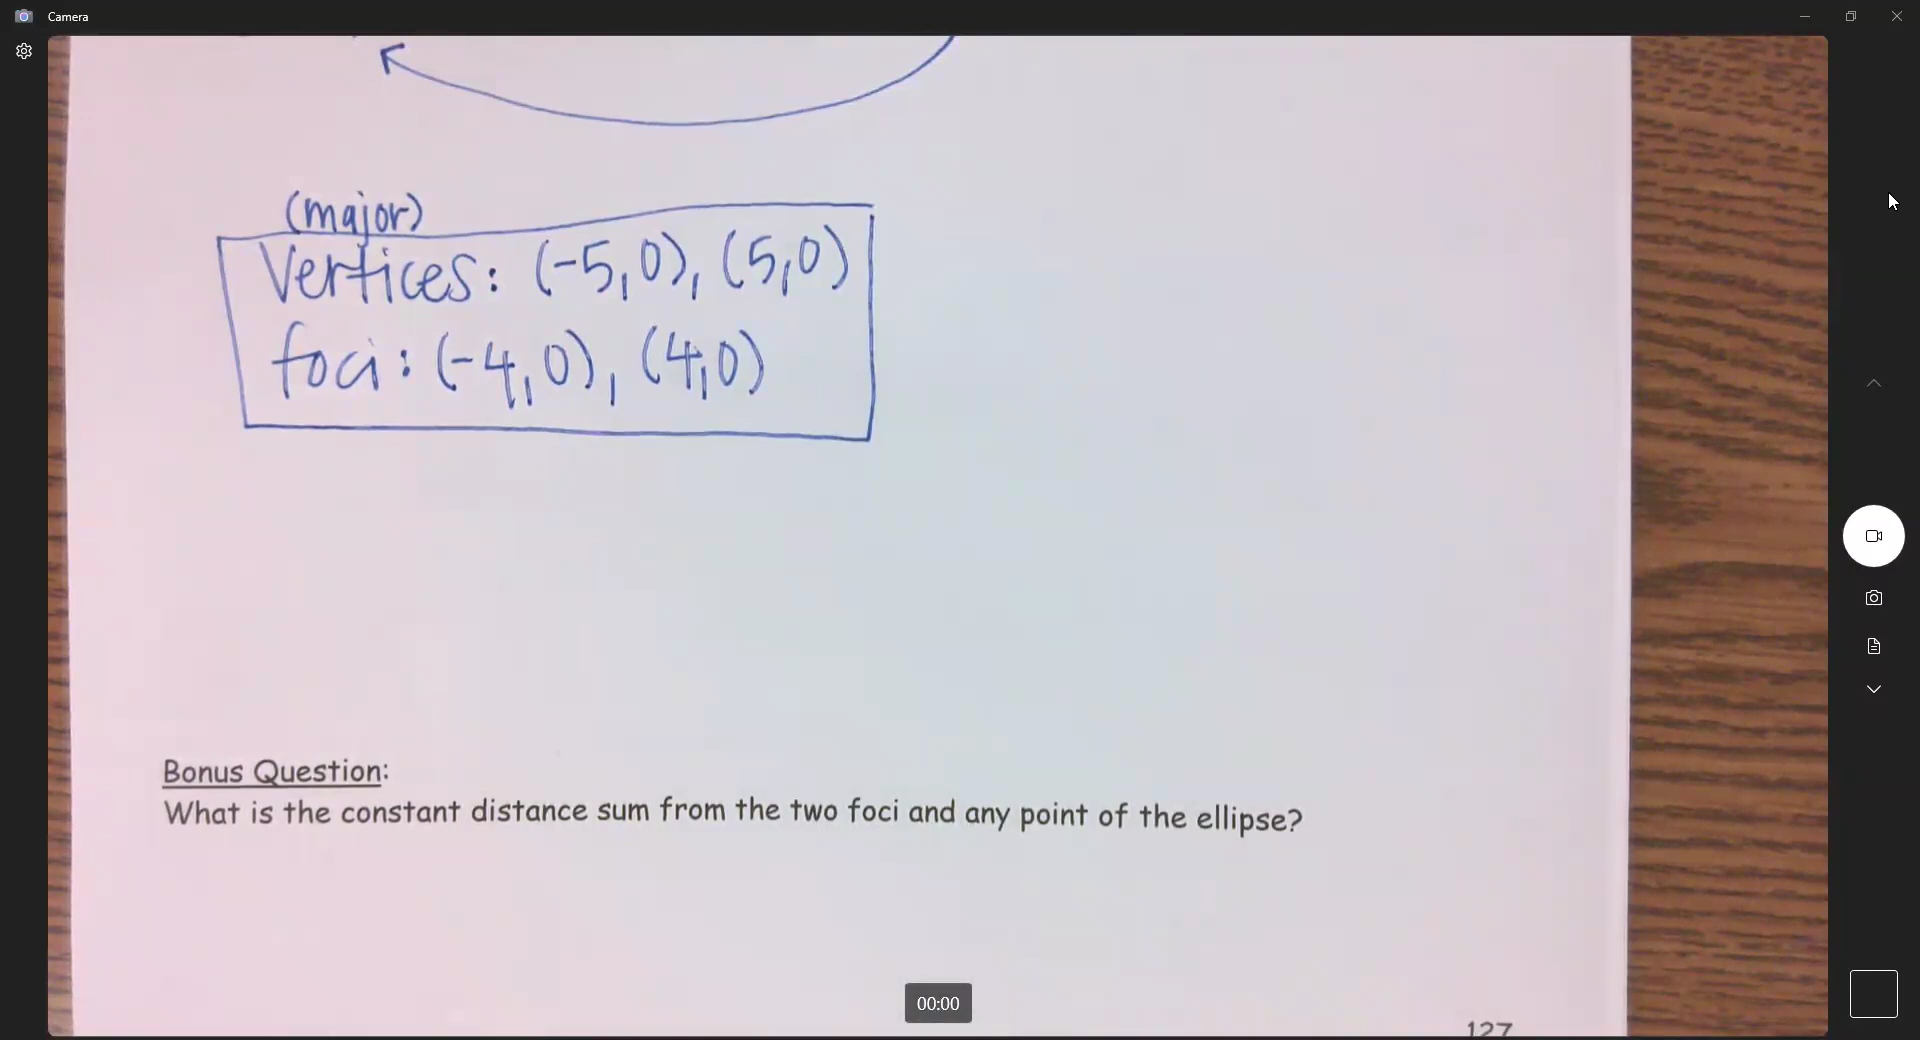 Camera
(major)
Vertices: (-5,0), (5,0)
foci: (-4,0), (4,0)
Bonus Question:
What is the constant distance sum from the two foci and any point of the ellipse?
00:00
127